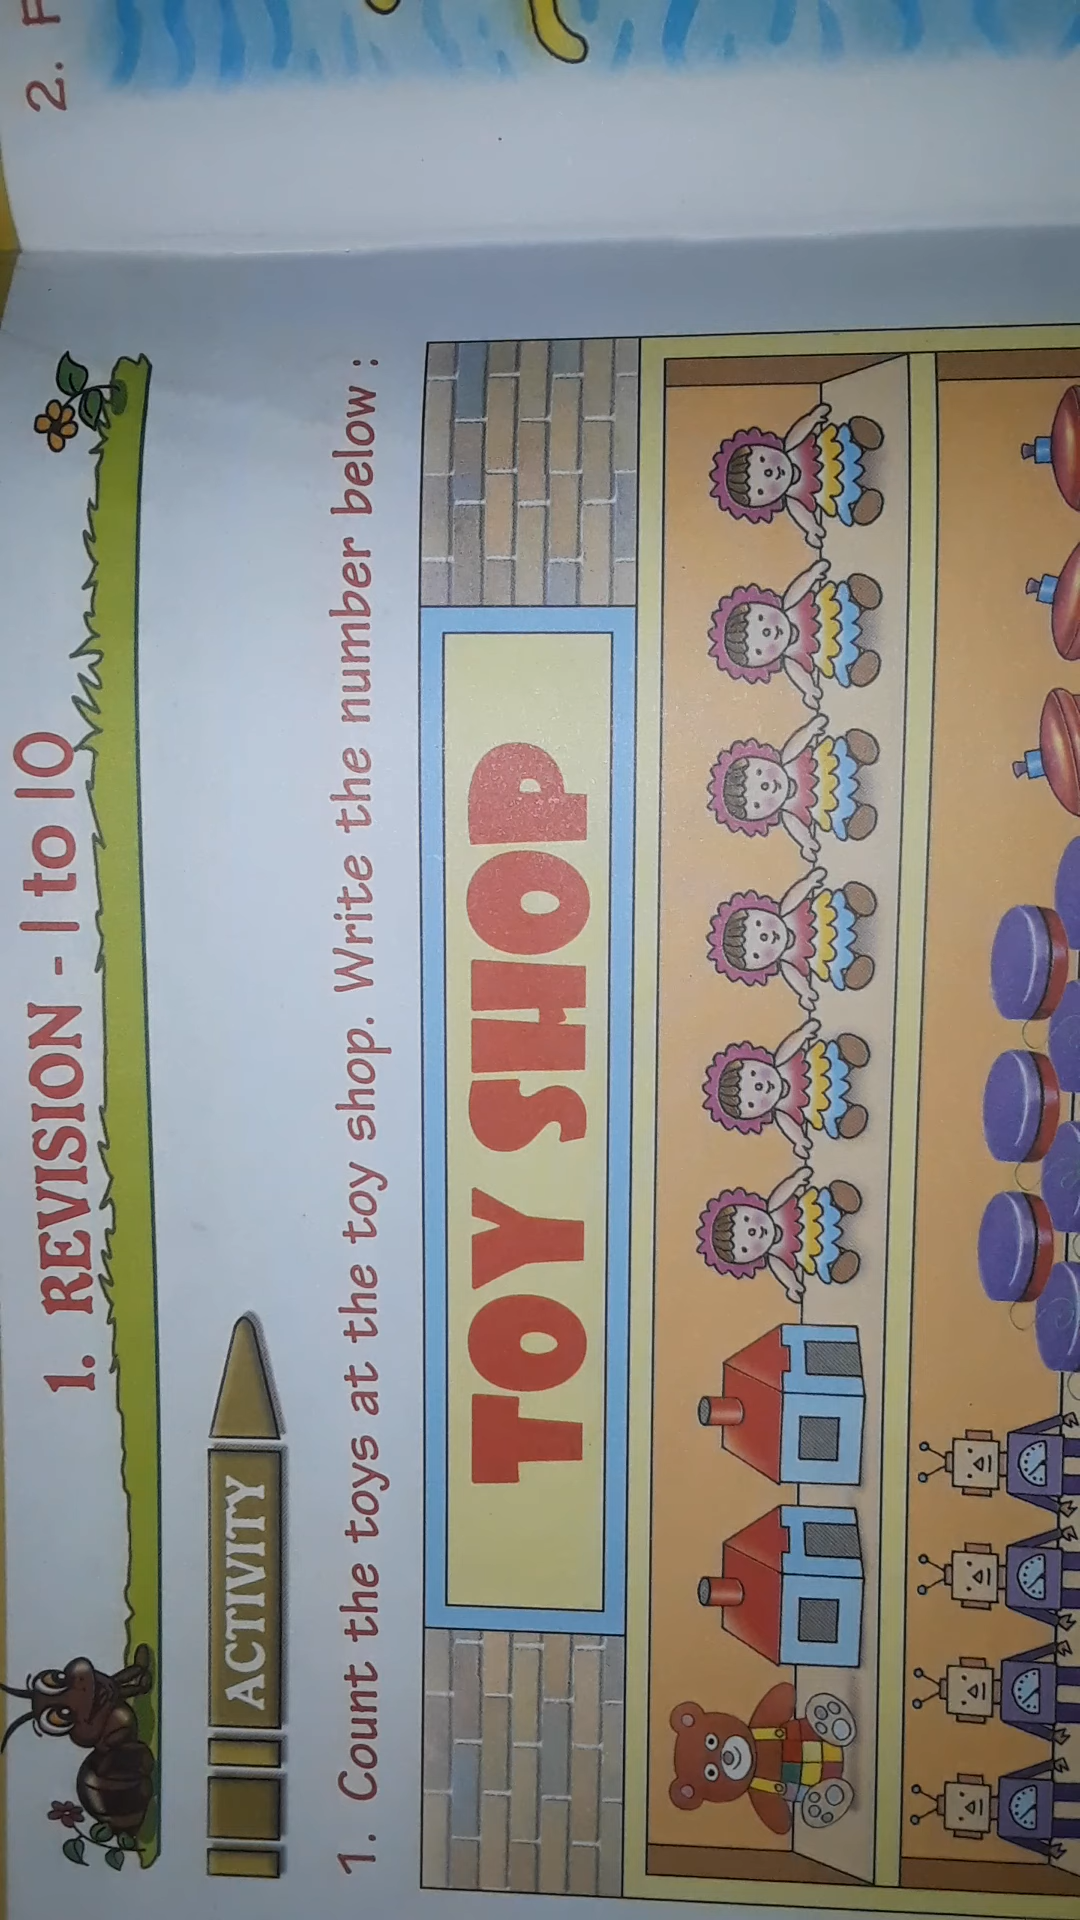 1. REVISION - 1 to 10
ACTIVITY
1. Count the toys at the toy shop. Write the number below :
TOY SHOP
2.